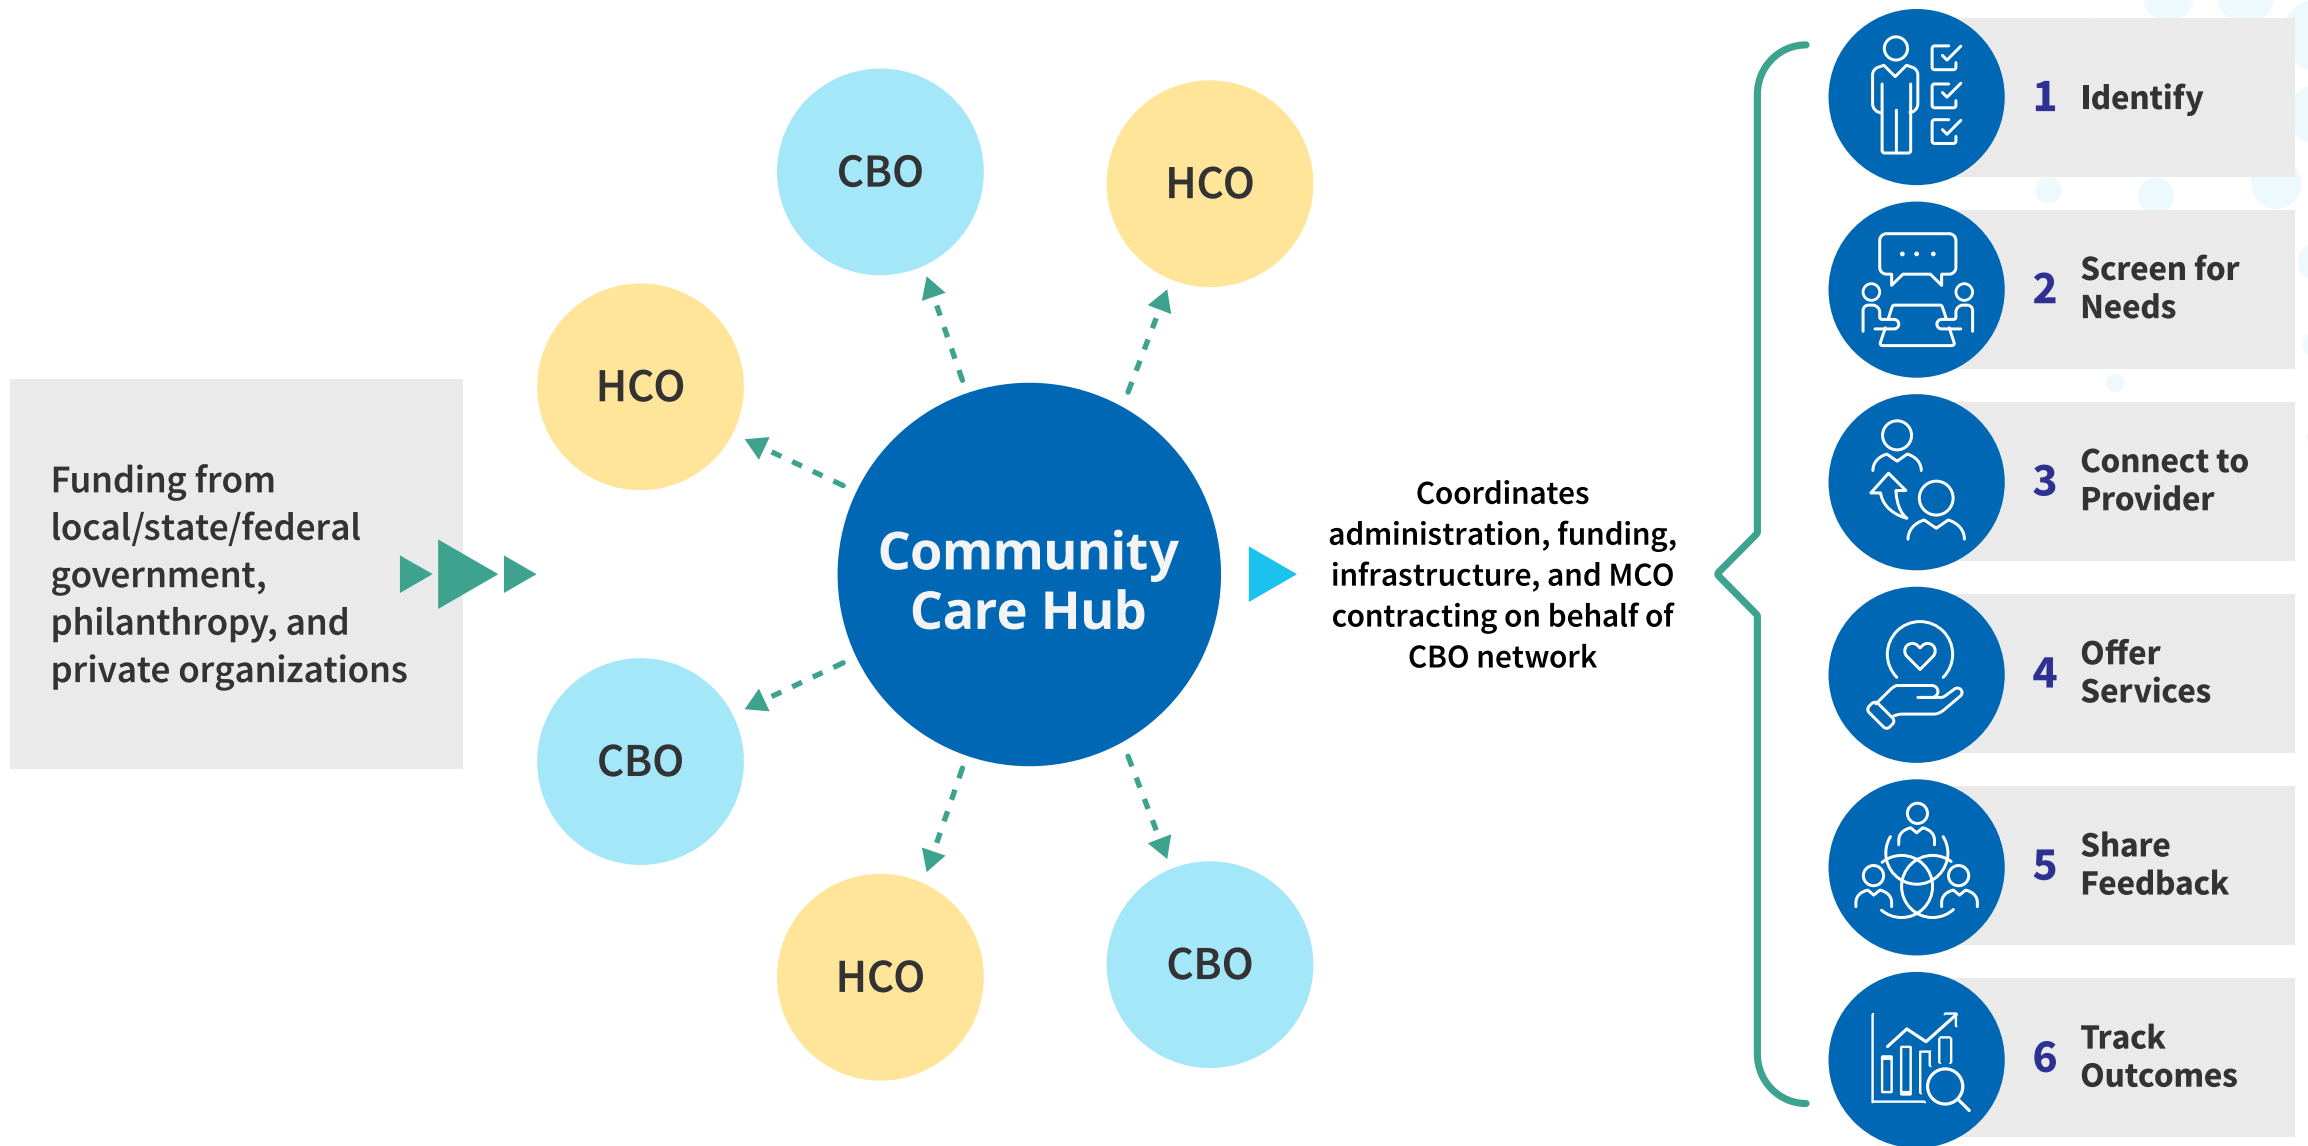 Funding from
local/state/federal
government,
philanthropy, and
private organizations
CBO
HCO
HCO
CBO
HCO
CBO
Community
Care Hub
Coordinates
administration, funding,
infrastructure, and MCO
contracting on behalf of
CBO network
1 Identify
2 Screen for
Needs
3 Connect to
Provider
4 Offer
Services
5 Share
Feedback
6 Track
Outcomes